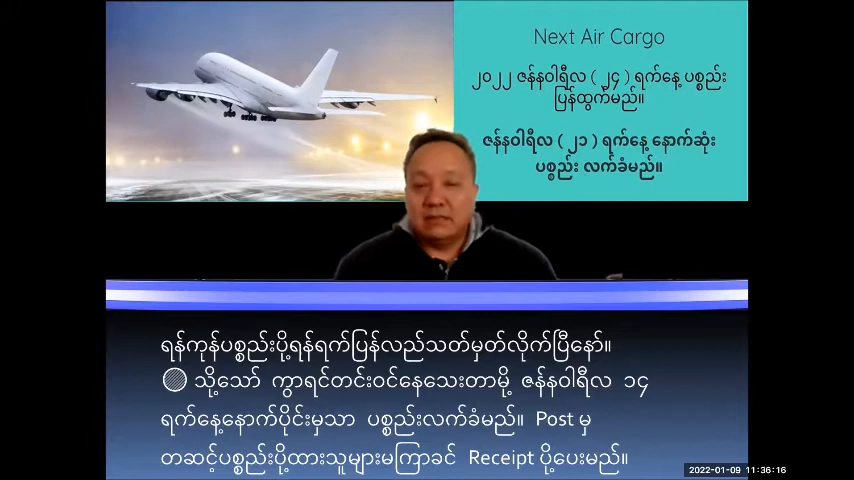 Next Air Cargo
၂၀၂၂ ဇန်နဝါရီလ ( ၂၄ ) ရက်နေ့ ပစ္စည်း
ပြန်ထွက်မည်။
ဇန်နဝါရီလ ( ၂၁ ) ရက်နေ့ နောက်ဆုံး
ပစ္စည်း လက်ခံမည်။
ရန်ကုန်ပစ္စည်းပို့ရန်ရက်ပြန်လည်သတ်မှတ်လိုက်ပြီနော်။
သို့သော် ကွာရင်တင်းဝင်နေသေးတာမို့ ဇန်နဝါရီလ ၁၄
ရက်နေ့နောက်ပိုင်းမှသာ ပစ္စည်းလက်ခံမည်။ Post မှ
တဆင့်ပစ္စည်းပို့ထားသူများမကြာခင် Receipt ပို့ပေးမည်။
2022-01-09 11:36:16